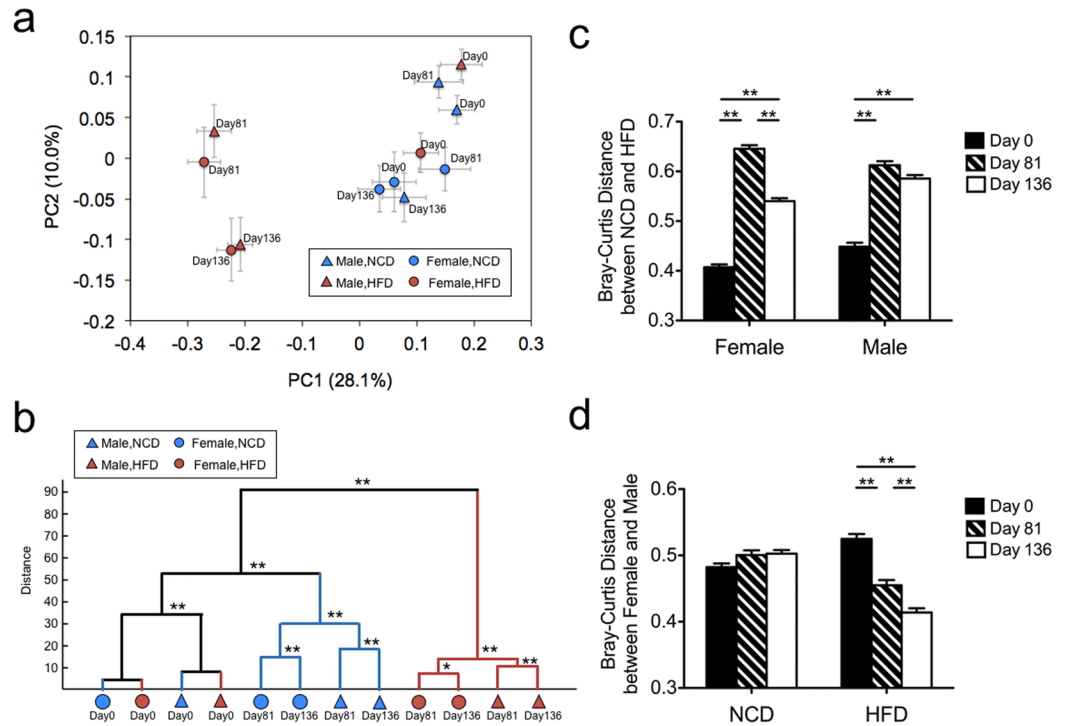 a
0.15
0.1
0.05
0
-0.05
-0.1
-0.15
-0.2
PC2 (10.0%)
-0.4 -0.3 -0.2 -0.1 0 0.1 0.2 0.3
PC1 (28.1%)
Day0
Day81
Day0
Day81
Day81
Day0
Day0
Day81
Day136
Day136
Day136
Day136
Male,NCD Female,NCD
Male,HFD Female,HFD
b
Male,NCD Female,NCD
Male,HFD Female,HFD
Distance
90
80
70
60
50
40
30
20
10
**
**
**
**
**
**
**
*
**
Day0 Day0 Day0 Day0 Day81 Day136 Day81 Day136 Day81 Day136 Day81 Day136
c
Bray-Curtis Distance
between NCD and HFD
0.7
0.6
0.5
0.4
0.3
** **
** ** **
Female Male
Day 0
Day 81
Day 136
d
Bray-Curtis Distance
between Female and Male
0.6
0.5
0.4
0.3
**
** **
NCD HFD
Day 0
Day 81
Day 136